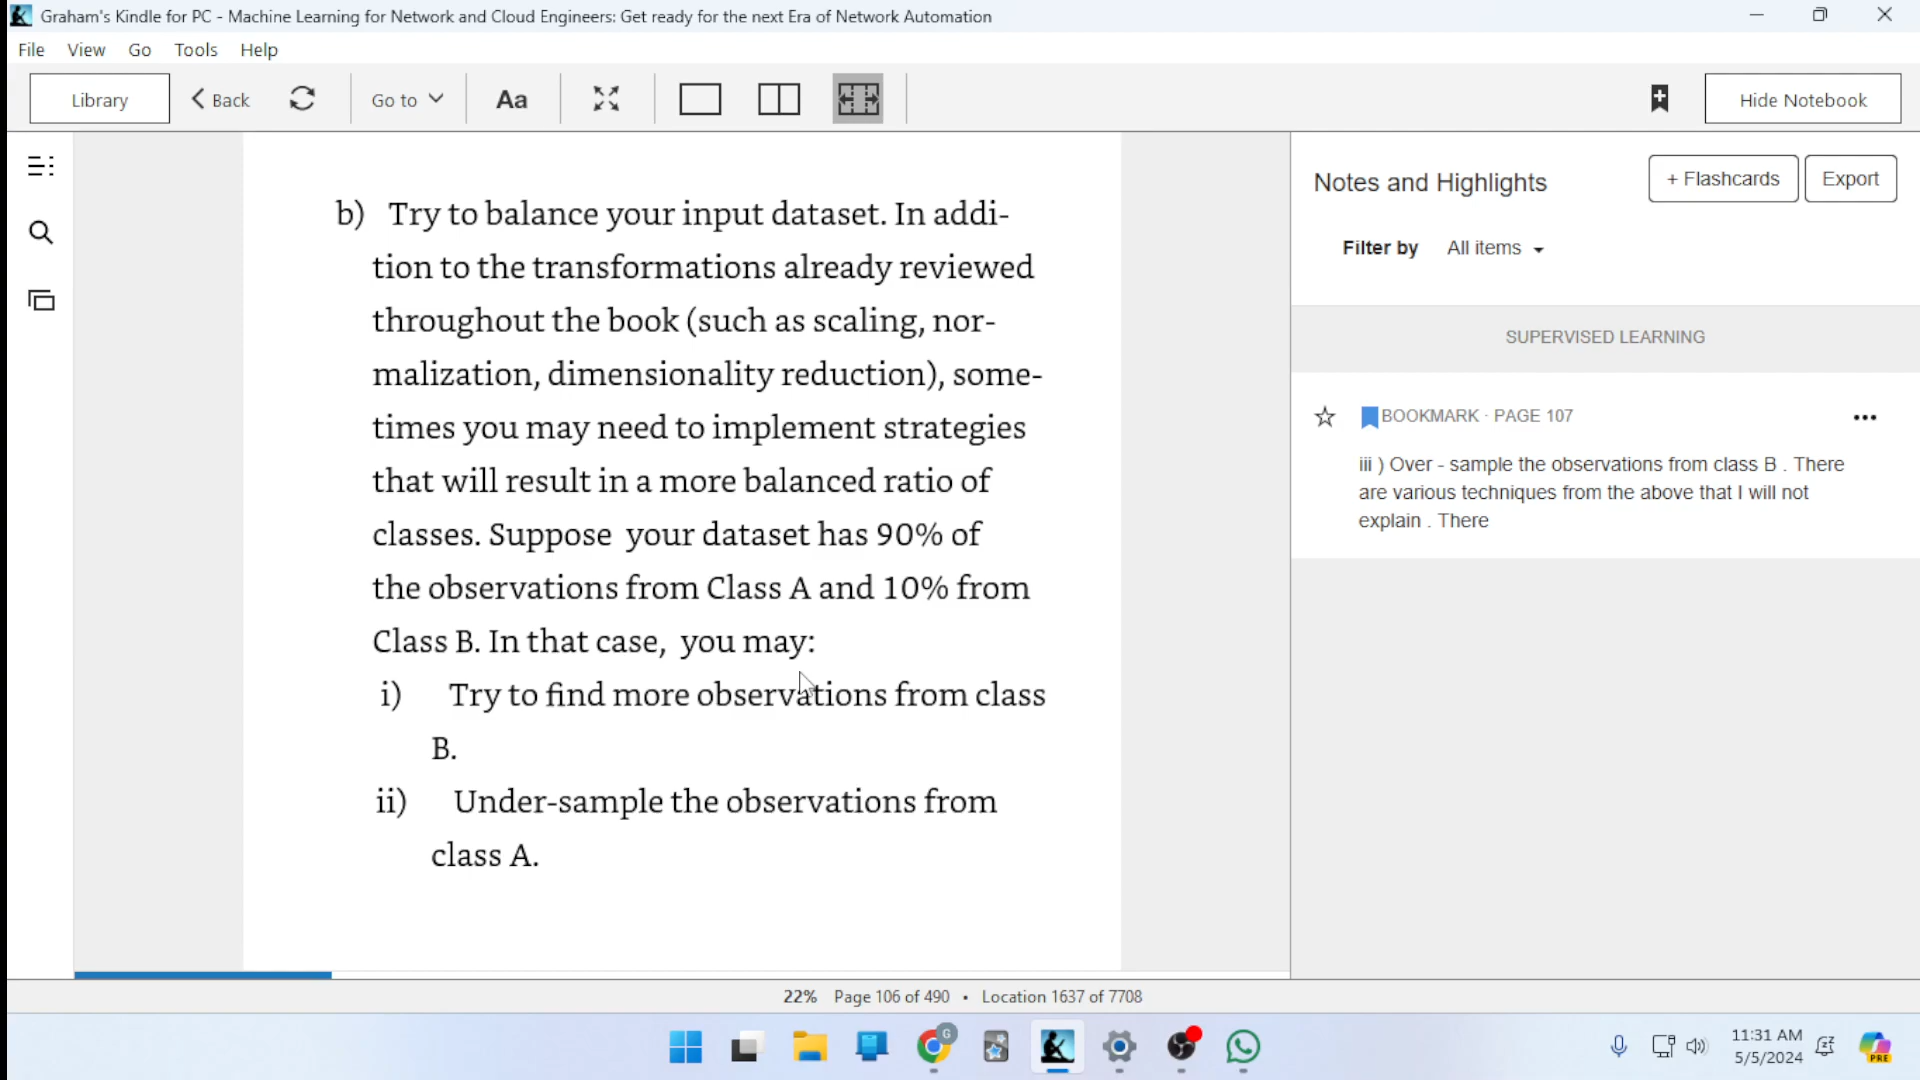 Graham's Kindle for PC - Machine Learning for Network and Cloud Engineers: Get ready for the next Era of Network Automation
File View Go Tools Help
Library Back Go to Aa Hide Notebook
b) Try to balance your input dataset. In addi-
tion to the transformations already reviewed
throughout the book (such as scaling, nor-
malization, dimensionality reduction), some-
times you may need to implement strategies
that will result in a more balanced ratio of
classes. Suppose your dataset has 90% of
the observations from Class A and 10% from
Class B. In that case, you may:
i) Try to find more observations from class
B.
ii) Under-sample the observations from
class A.
Notes and Highlights
+ Flashcards Export
Filter by All items
SUPERVISED LEARNING
BOOKMARK · PAGE 107
iii ) Over - sample the observations from class B . There
are various techniques from the above that I will not
explain . There
22% Page 106 of 490 • Location 1637 of 7708
G
11:31 AM
5/5/2024
PRE